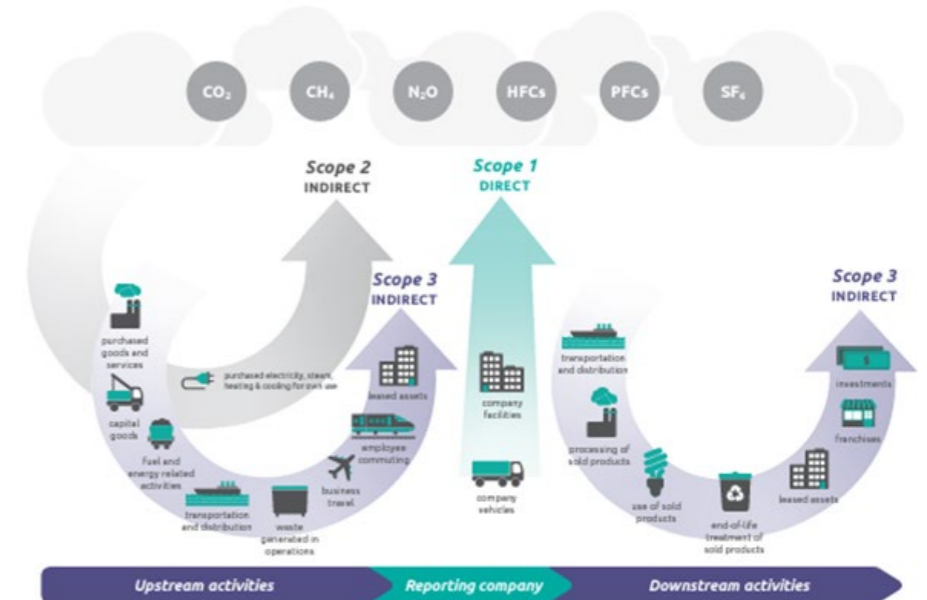 CO₂
CH₄
N₂O
HFCs
PFCs
SF₆
Scope 2
INDIRECT
Scope 1
DIRECT
Scope 3
INDIRECT
Scope 3
INDIRECT
purchased
goods and
services
capital
goods
fuel and
energy related
activities
transportation
and distribution
waste
generated in
operations
business
travel
employee
commuting
leased assets
purchased electricity, steam,
heating & cooling for own use
company
facilities
company
vehicles
transportation
and distribution
processing of
sold products
use of sold
products
end-of-life
treatment of
sold products
leased assets
franchises
investments
$
Upstream activities
Reporting company
Downstream activities